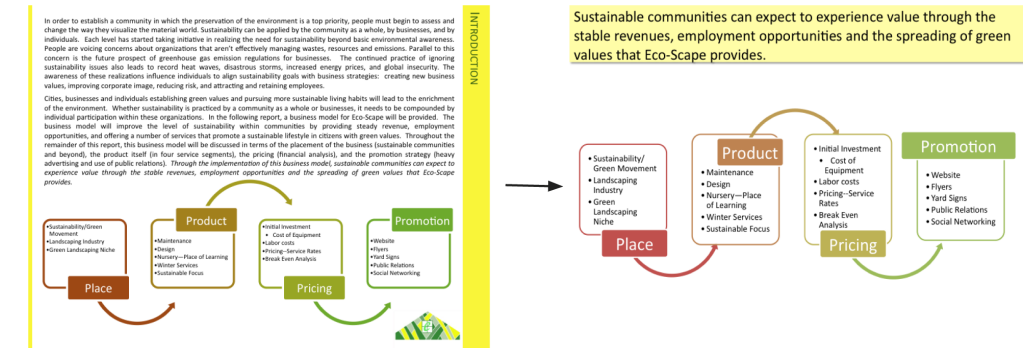 In order to establish a community in which the preservation of the environment is a top priority, people must begin to assess and
change the way they visualize the material world. Sustainability can be applied by the community as a whole, by businesses, and by
individuals. Each level has started taking initiative in realizing the need for sustainability beyond basic environmental awareness.
People are voicing concerns about organizations that aren't effectively managing wastes, resources and emissions. Parallel to this
concern is the future prospect of greenhouse gas emission regulations for businesses. The continued practice of ignoring
sustainability issues also leads to record heat waves, disastrous storms, increased energy prices, and global insecurity. The
awareness of these realizations influence individuals to align sustainability goals with business strategies: creating new business
values, improving corporate image, reducing risk, and attracting and retaining employees.
Cities, businesses and individuals establishing green values and pursuing more sustainable living habits will lead to the enrichment
of the environment. Whether sustainability is practiced by a community as a whole or businesses, it needs to be compounded by
individual participation within these organizations. In the following report, a business model for Eco-Scape will be provided. The
business model will improve the level of sustainability within communities by providing steady revenue, employment
opportunities, and offering a number of services that promote a sustainable lifestyle in citizens with green values. Throughout the
remainder of this report, this business model will be discussed in terms of the placement of the business (sustainable communities
and beyond), the product itself (in four service segments), the pricing (financial analysis), and the promotion strategy (heavy
advertising and use of public relations). Through the implementation of this business model, sustainable communities can expect to
experience value through the stable revenues, employment opportunities and the spreading of green values that Eco-Scape
provides.
INTRODUCTION
•Sustainability/Green
Movement
•Landscaping Industry
•Green Landscaping Niche
Place
Product
•Maintenance
•Design
•Nursery—Place of Learning
•Winter Services
•Sustainable Focus
•Initial Investment
• Cost of Equipment
•Labor costs
•Pricing--Service Rates
•Break Even Analysis
Pricing
Promotion
•Website
•Flyers
•Yard Signs
•Public Relations
•Social Networking
Sustainable communities can expect to experience value through the
stable revenues, employment opportunities and the spreading of green
values that Eco-Scape provides.
• Sustainability/
Green Movement
• Landscaping
Industry
• Green
Landscaping
Niche
Place
Product
• Maintenance
• Design
• Nursery—Place
of Learning
• Winter Services
• Sustainable Focus
• Initial Investment
• Cost of
Equipment
• Labor costs
• Pricing--Service
Rates
• Break Even
Analysis
Pricing
Promotion
• Website
• Flyers
• Yard Signs
• Public Relations
• Social Networking